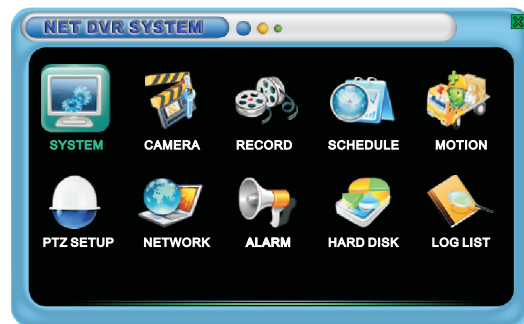 NET DVR SYSTEM
SYSTEM CAMERA RECORD SCHEDULE MOTION
PTZ SETUP NETWORK ALARM HARD DISK LOG LIST